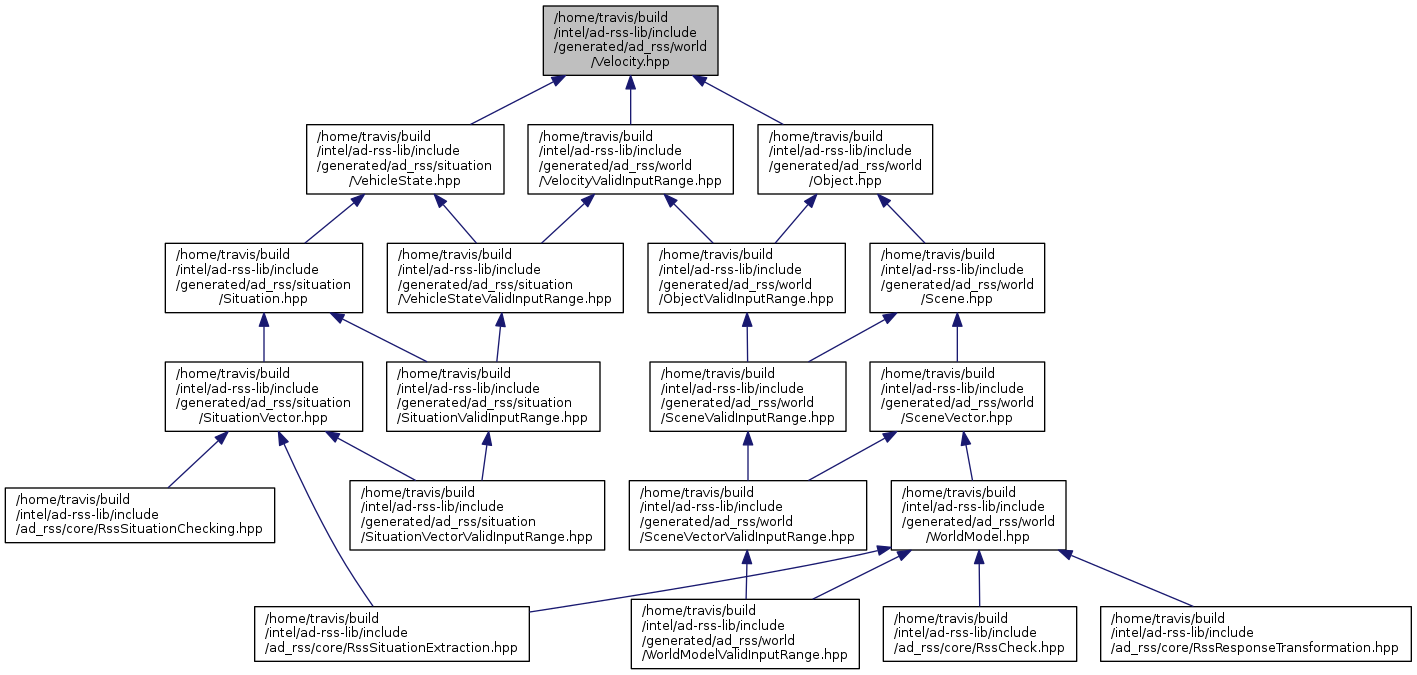 /home/travis/build
/intel/ad-rss-lib/include
/generated/ad_rss/world
/Velocity.hpp
/home/travis/build
/intel/ad-rss-lib/include
/generated/ad_rss/situation
/VehicleState.hpp
/home/travis/build
/intel/ad-rss-lib/include
/generated/ad_rss/world
/VelocityValidInputRange.hpp
/home/travis/build
/intel/ad-rss-lib/include
/generated/ad_rss/world
/Object.hpp
/home/travis/build
/intel/ad-rss-lib/include
/generated/ad_rss/situation
/Situation.hpp
/home/travis/build
/intel/ad-rss-lib/include
/generated/ad_rss/situation
/VehicleStateValidInputRange.hpp
/home/travis/build
/intel/ad-rss-lib/include
/generated/ad_rss/world
/ObjectValidInputRange.hpp
/home/travis/build
/intel/ad-rss-lib/include
/generated/ad_rss/world
/Scene.hpp
/home/travis/build
/intel/ad-rss-lib/include
/generated/ad_rss/situation
/SituationVector.hpp
/home/travis/build
/intel/ad-rss-lib/include
/generated/ad_rss/situation
/SituationValidInputRange.hpp
/home/travis/build
/intel/ad-rss-lib/include
/generated/ad_rss/world
/SceneValidInputRange.hpp
/home/travis/build
/intel/ad-rss-lib/include
/generated/ad_rss/world
/SceneVector.hpp
/home/travis/build
/intel/ad-rss-lib/include
/ad_rss/core/RssSituationChecking.hpp
/home/travis/build
/intel/ad-rss-lib/include
/generated/ad_rss/situation
/SituationVectorValidInputRange.hpp
/home/travis/build
/intel/ad-rss-lib/include
/generated/ad_rss/world
/SceneVectorValidInputRange.hpp
/home/travis/build
/intel/ad-rss-lib/include
/generated/ad_rss/world
/WorldModel.hpp
/home/travis/build
/intel/ad-rss-lib/include
/ad_rss/core/RssSituationExtraction.hpp
/home/travis/build
/intel/ad-rss-lib/include
/generated/ad_rss/world
/WorldModelValidInputRange.hpp
/home/travis/build
/intel/ad-rss-lib/include
/ad_rss/core/RssCheck.hpp
/home/travis/build
/intel/ad-rss-lib/include
/ad_rss/core/RssResponseTransformation.hpp